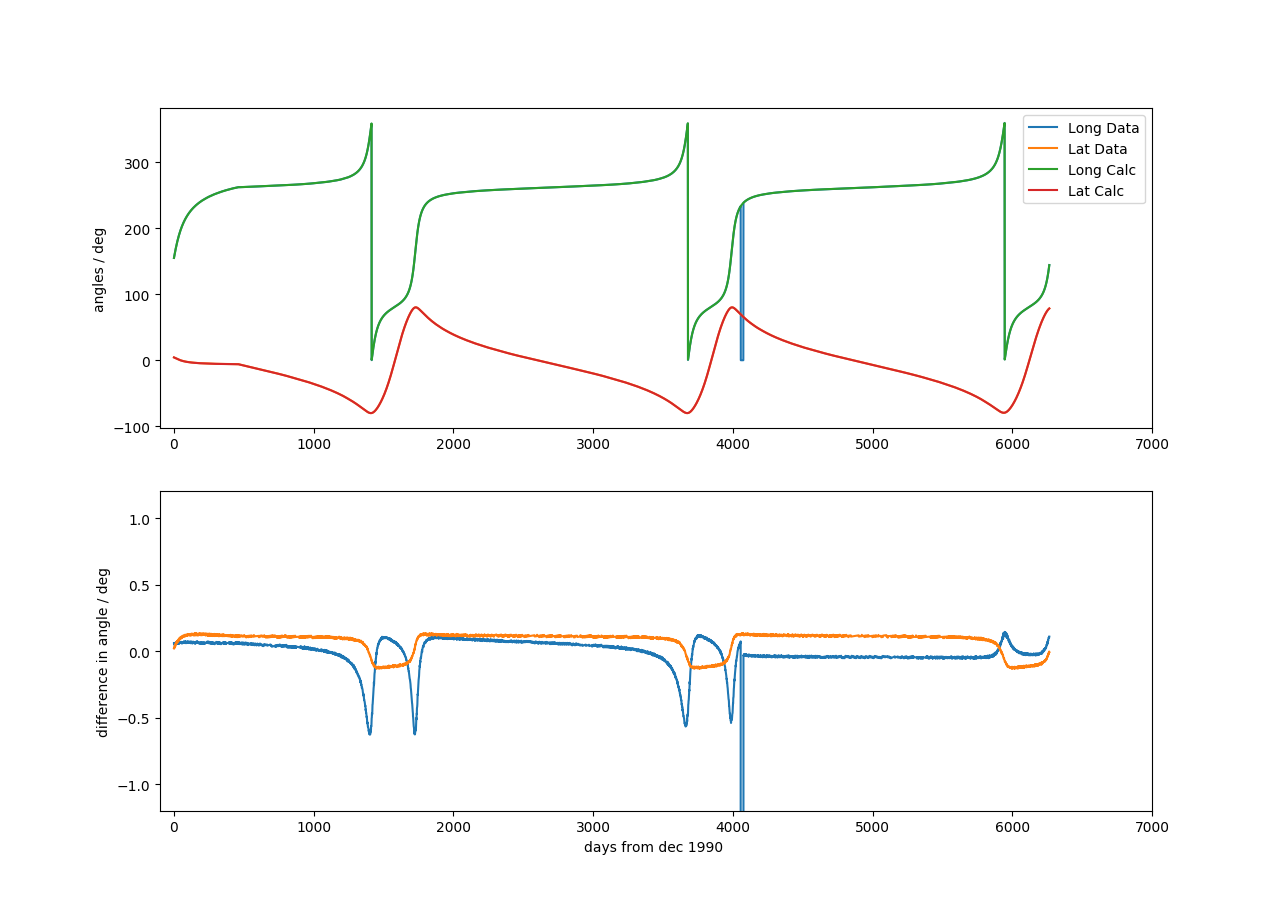 angles / deg
300
200
100
0
−100
0 1000 2000 3000 4000 5000 6000 7000
Long Data
Lat Data
Long Calc
Lat Calc
difference in angle / deg
1.0
0.5
0.0
−0.5
−1.0
0 1000 2000 3000 4000 5000 6000 7000
days from dec 1990